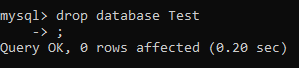 mysql> drop database Test
    -> ;
Query OK, 0 rows affected (0.20 sec)